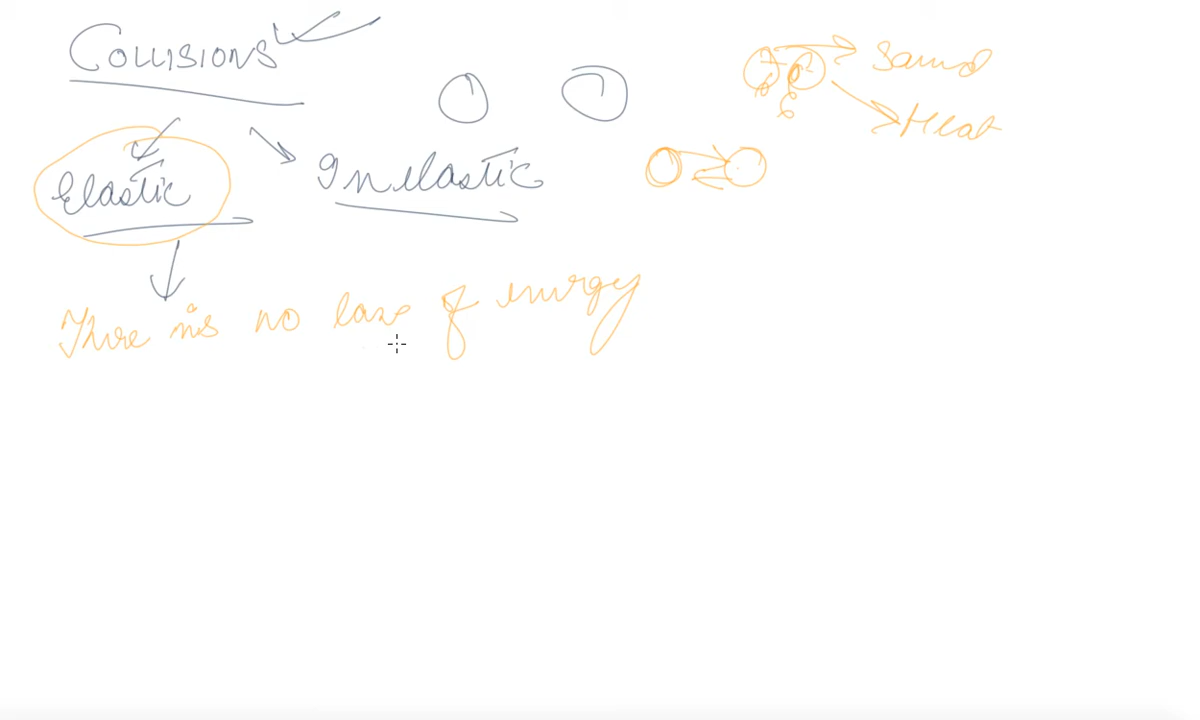 COLLISIONS
Sound
Heat
Elastic
Inelastic
There is no loss of energy